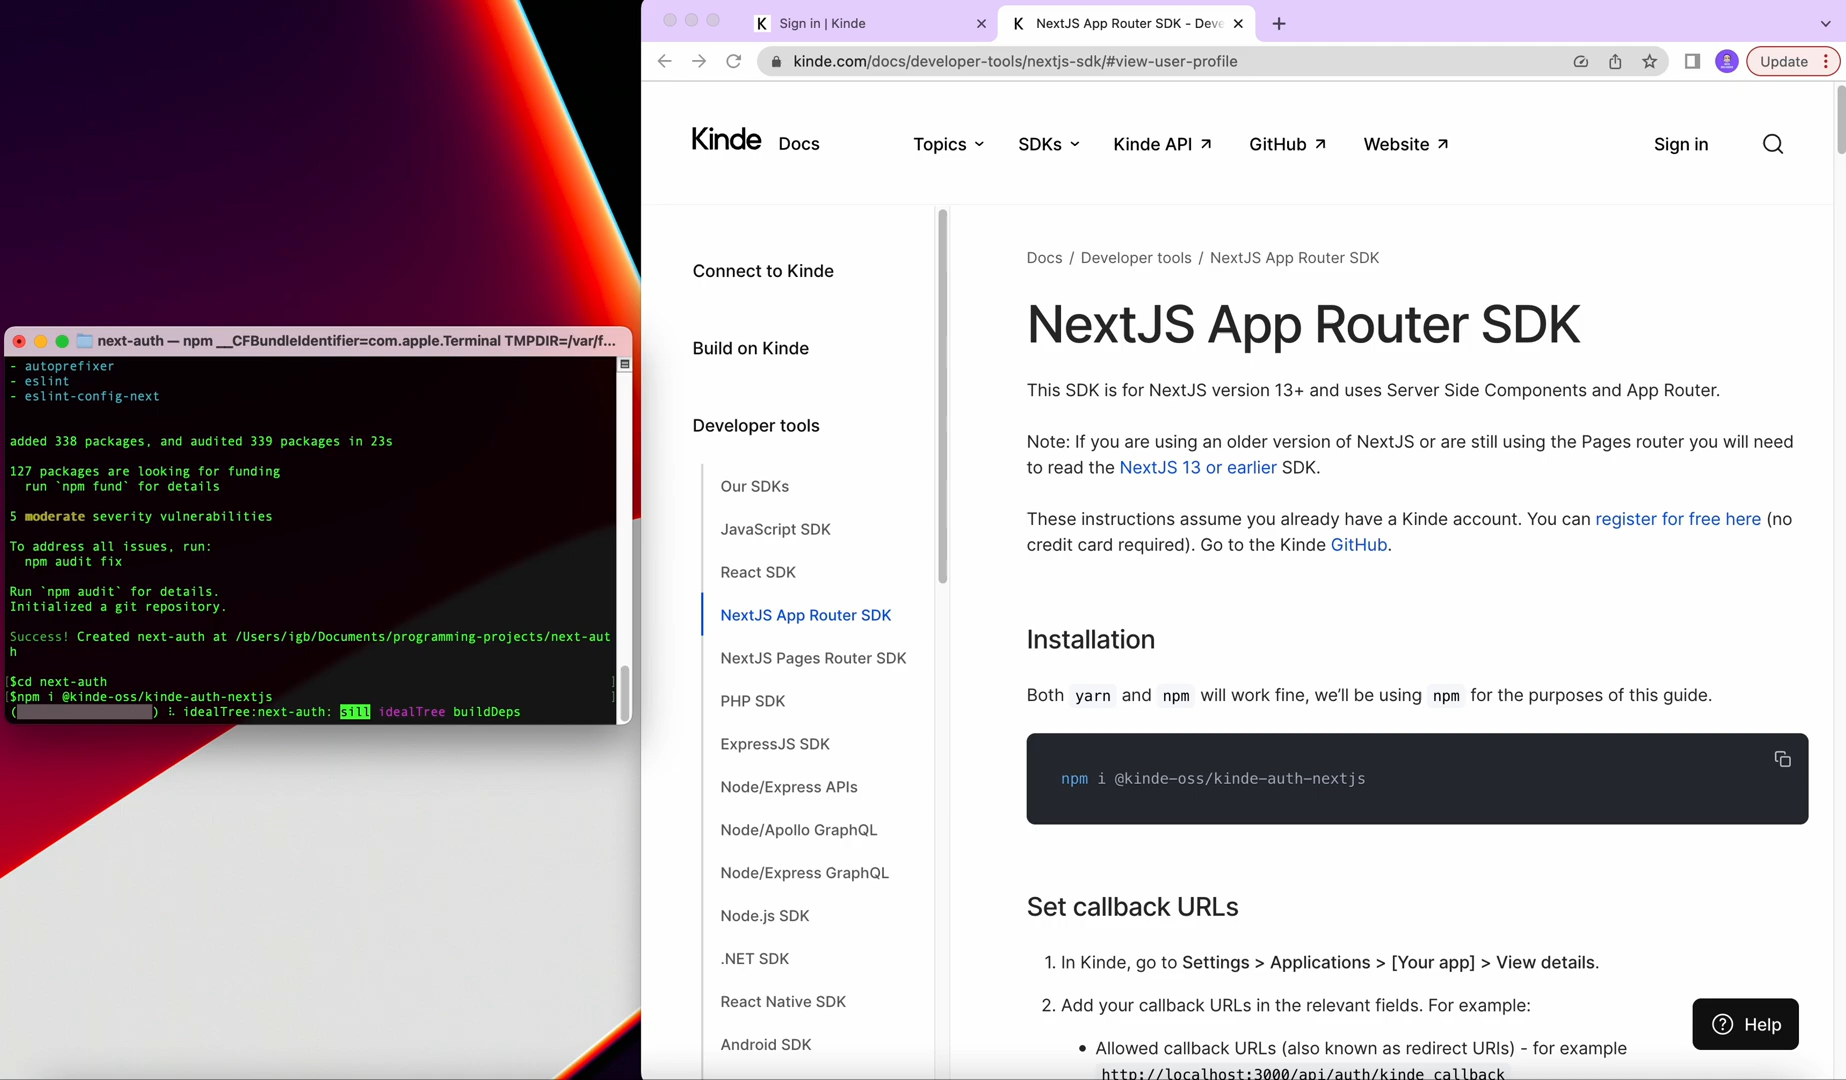 Sign in | Kinde
NextJS App Router SDK - Deve
kinde.com/docs/developer-tools/nextjs-sdk/#view-user-profile
Update
Kinde Docs
Topics
SDKs
Kinde API
GitHub
Website
Sign in
Connect to Kinde
Build on Kinde
Developer tools
Our SDKs
JavaScript SDK
React SDK
NextJS App Router SDK
NextJS Pages Router SDK
PHP SDK
ExpressJS SDK
Node/Express APIs
Node/Apollo GraphQL
Node/Express GraphQL
Node.js SDK
.NET SDK
React Native SDK
Android SDK
Docs / Developer tools / NextJS App Router SDK
NextJS App Router SDK
This SDK is for NextJS version 13+ and uses Server Side Components and App Router.
Note: If you are using an older version of NextJS or are still using the Pages router you will need
to read the NextJS 13 or earlier SDK.
These instructions assume you already have a Kinde account. You can register for free here (no
credit card required). Go to the Kinde GitHub.
Installation
Both yarn and npm will work fine, we'll be using npm for the purposes of this guide.
npm i @kinde-oss/kinde-auth-nextjs
Set callback URLs
1. In Kinde, go to Settings > Applications > [Your app] > View details.
2. Add your callback URLs in the relevant fields. For example:
• Allowed callback URLs (also known as redirect URIs) - for example
http://localhost:3000/api/auth/kinde_callback
Help
next-auth — npm __CFBundleIdentifier=com.apple.Terminal TMPDIR=/var/f...
- autoprefixer
- eslint
- eslint-config-next
added 338 packages, and audited 339 packages in 23s
127 packages are looking for funding
run `npm fund` for details
5 moderate severity vulnerabilities
To address all issues, run:
npm audit fix
Run `npm audit` for details.
Initialized a git repository.
Success! Created next-auth at /Users/igb/Documents/programming-projects/next-aut
h
[$cd next-auth ]
[$npm i @kinde-oss/kinde-auth-nextjs ]
( ) ⠧ idealTree:next-auth: sill idealTree buildDeps